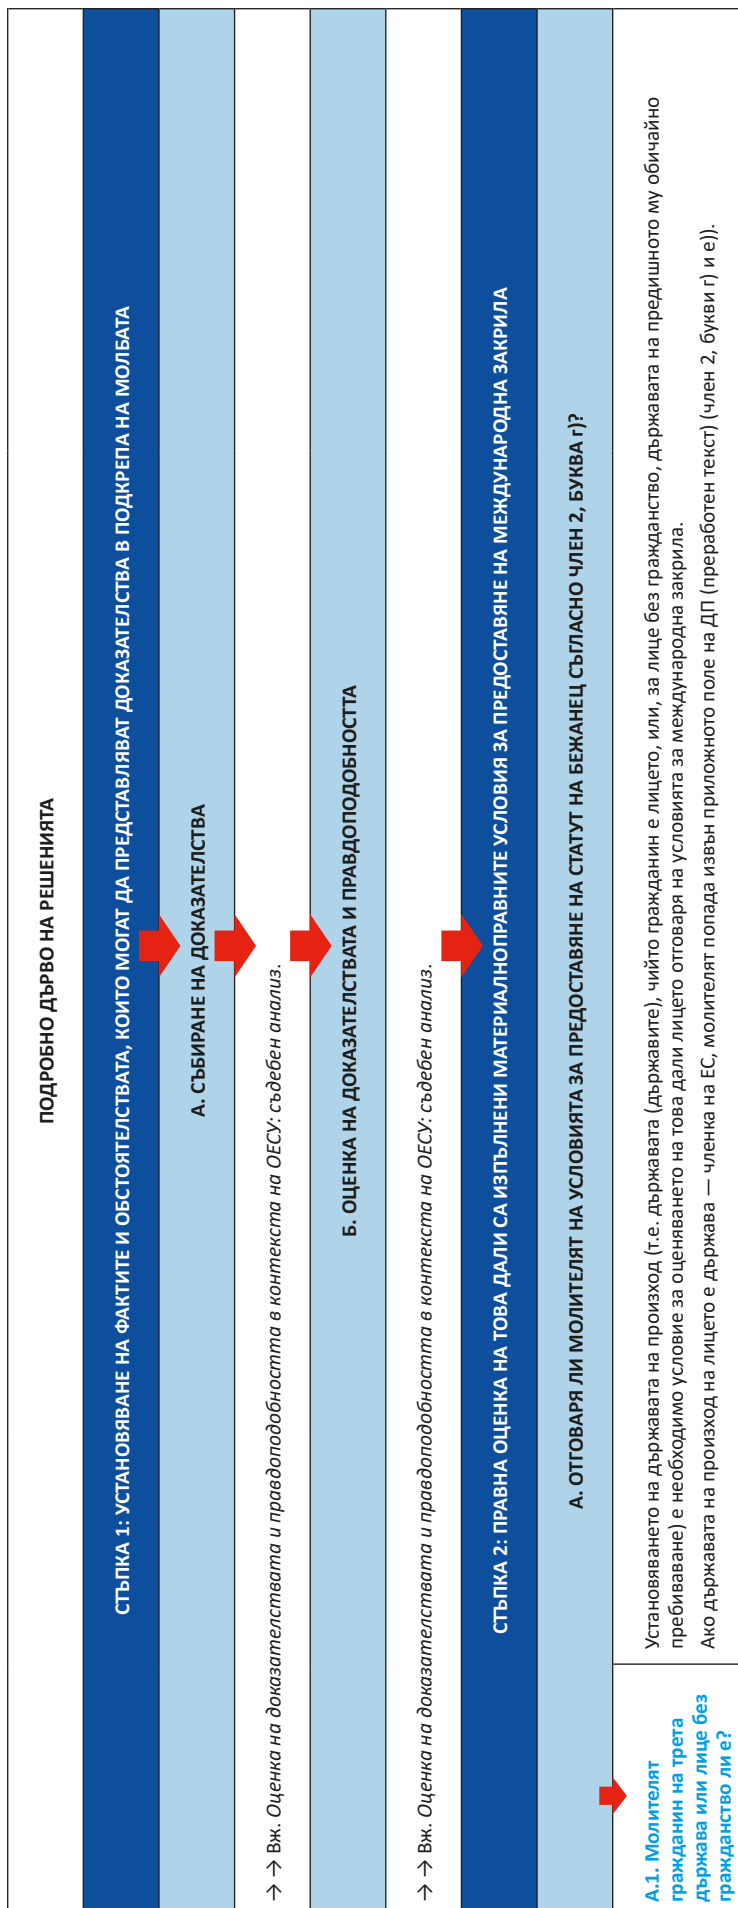 ПОДРОБНО ДЪРВО НА РЕШЕНИЯТА
СТЪПКА 1: УСТАНОВЯВАНЕ НА ФАКТИТЕ И ОБСТОЯТЕЛСТВАТА, КОИТО МОГАТ ДА ПРЕДСТАВЛЯВАТ ДОКАЗАТЕЛСТВА В ПОДКРЕПА НА МОЛБАТА
А. СЪБИРАНЕ НА ДОКАЗАТЕЛСТВА
→ → Вж. Оценка на доказателствата и правдоподобността в контекста на ОЕСУ: съдебен анализ.
Б. ОЦЕНКА НА ДОКАЗАТЕЛСТВАТА И ПРАВДОПОДОБНОСТТА
→ → Вж. Оценка на доказателствата и правдоподобността в контекста на ОЕСУ: съдебен анализ.
СТЪПКА 2: ПРАВНА ОЦЕНКА НА ТОВА ДАЛИ СА ИЗПЪЛНЕНИ МАТЕРИАЛНОПРАВНИТЕ УСЛОВИЯ ЗА ПРЕДОСТАВЯНЕ НА МЕЖДУНАРОДНА ЗАКРИЛА
А. ОТГОВАРЯ ЛИ МОЛИТЕЛЯТ НА УСЛОВИЯТА ЗА ПРЕДОСТАВЯНЕ НА СТАТУТ НА БЕЖАНЕЦ СЪГЛАСНО ЧЛЕН 2, БУКВА г)?
А.1. Молителят
гражданин на трета
държава или лице без
гражданство ли е?
Установяването на държавата на произход (т.е. държавата (държавите), чийто гражданин е лицето, или, за лице без гражданство, държавата на предишното му обичайно
пребиваване) е необходимо условие за оценяването на това дали лицето отговаря на условията за международна закрила.
Ако държавата на произход на лицето е държава — членка на ЕС, молителят попада извън приложното поле на ДП (преработен текст) (член 2, букви г) и е)).